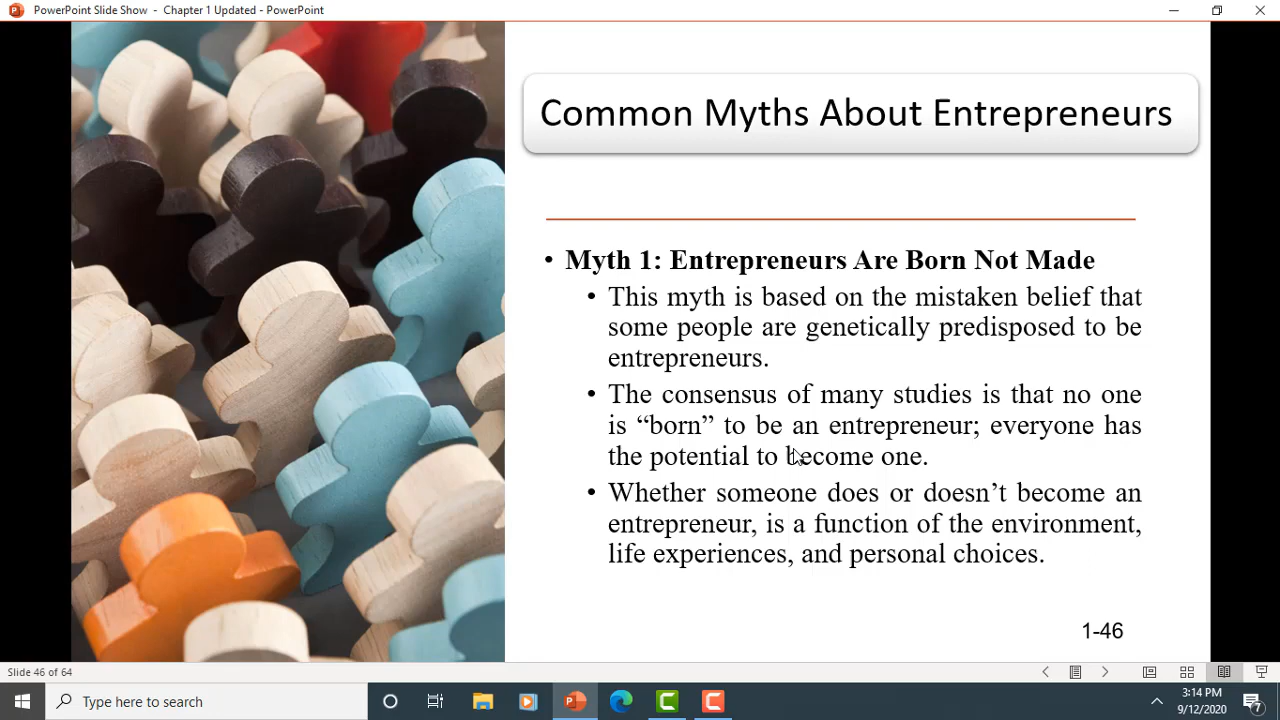 PowerPoint Slide Show - Chapter 1 Updated - PowerPoint
Common Myths About Entrepreneurs
• Myth 1: Entrepreneurs Are Born Not Made
• This myth is based on the mistaken belief that
some people are genetically predisposed to be
entrepreneurs.
• The consensus of many studies is that no one
is “born” to be an entrepreneur; everyone has
the potential to become one.
• Whether someone does or doesn’t become an
entrepreneur, is a function of the environment,
life experiences, and personal choices.
1-46
Slide 46 of 64
Type here to search
3:14 PM
9/12/2020
7